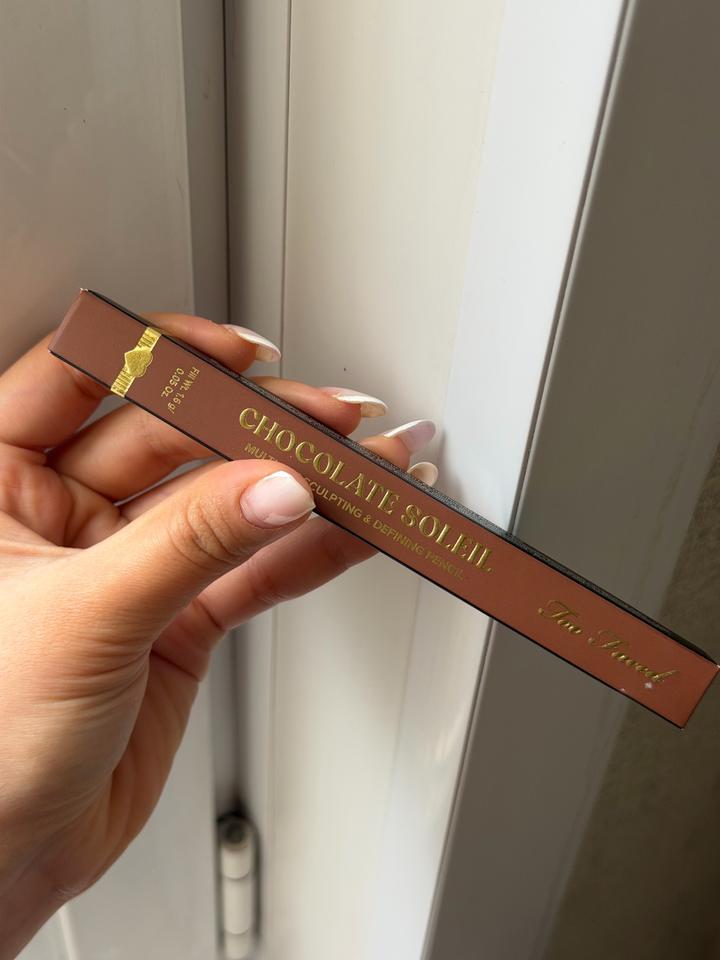 Fill Wt. 1.6 g/
0.05 Oz.
CHOCOLATE SOLEIL
SCULPTING & DEFINING PENCIL
Too Faced